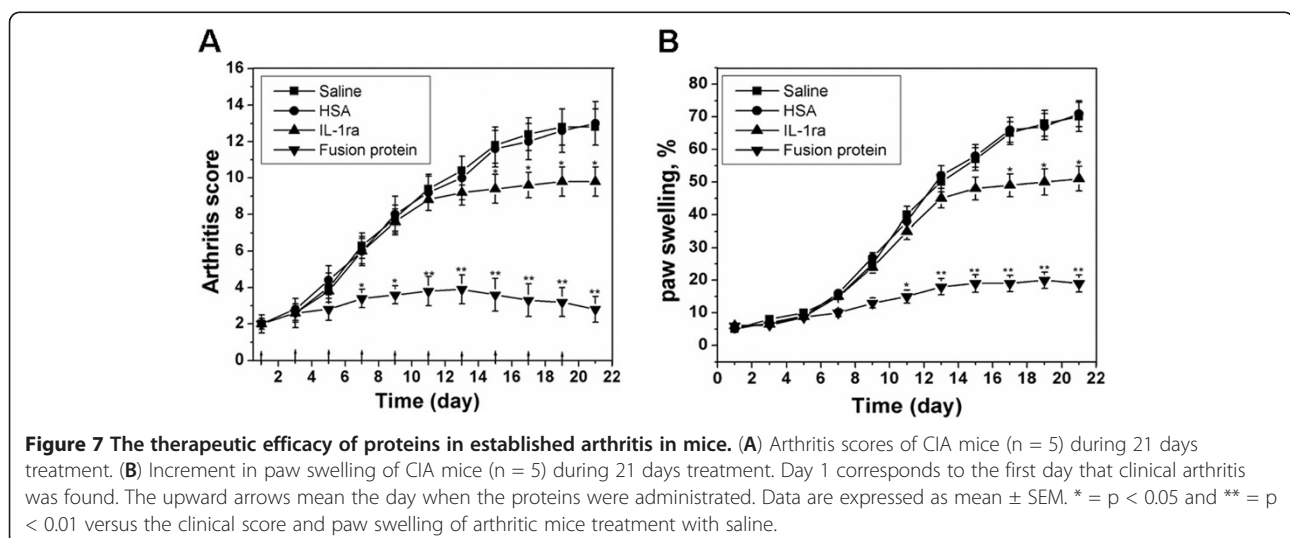 A
16
14
12
10
8
6
4
2
0
Arthritis score
Saline
HSA
IL-1ra
Fusion protein
* * * *
* * ** ** ** ** ** **
2 4 6 8 10 12 14 16 18 20 22
Time (day)
B
80
70
60
50
40
30
20
10
0
paw swelling, %
Saline
HSA
IL-1ra
Fusion protein
* * *
* ** ** ** ** **
0 2 4 6 8 10 12 14 16 18 20 22
Time (day)
Figure 7 The therapeutic efficacy of proteins in established arthritis in mice. (A) Arthritis scores of CIA mice (n = 5) during 21 days
treatment. (B) Increment in paw swelling of CIA mice (n = 5) during 21 days treatment. Day 1 corresponds to the first day that clinical arthritis
was found. The upward arrows mean the day when the proteins were administrated. Data are expressed as mean ± SEM. * = p < 0.05 and ** = p
< 0.01 versus the clinical score and paw swelling of arthritic mice treatment with saline.